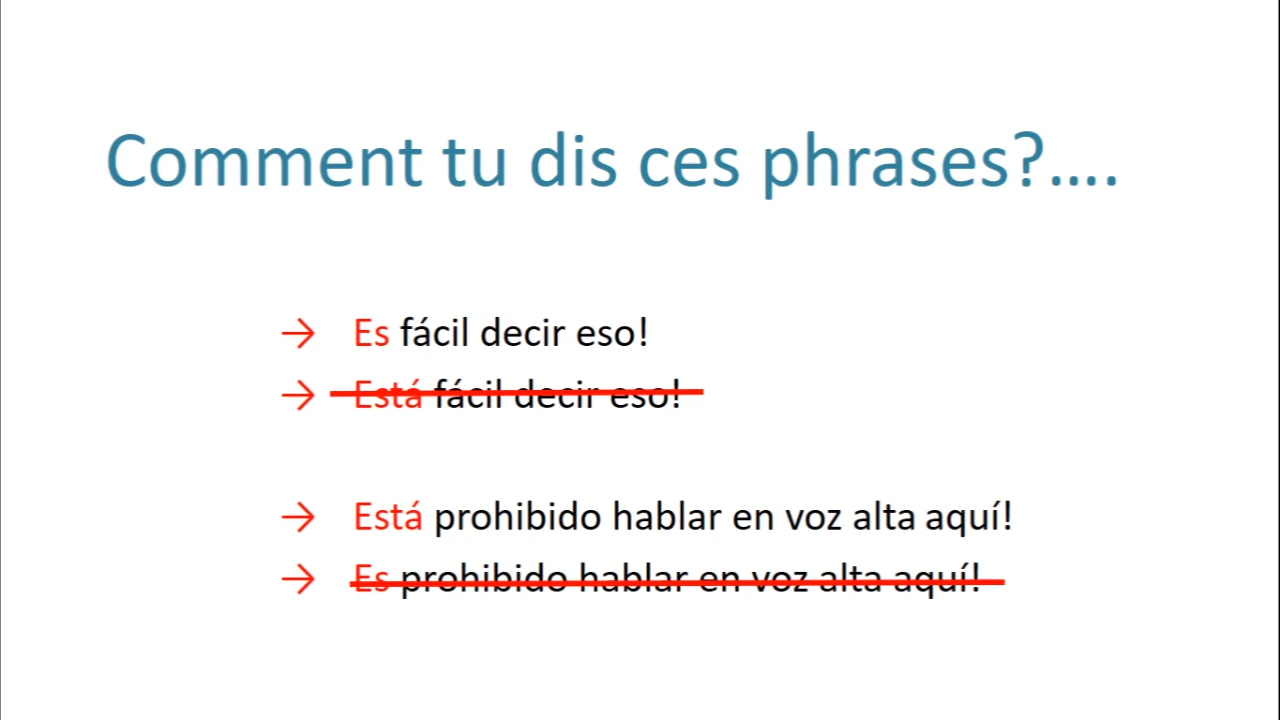 Comment tu dis ces phrases?....
→ Es fácil decir eso!
→ Está fácil decir eso!
→ Está prohibido hablar en voz alta aquí!
→ Es prohibido hablar en voz alta aquí!